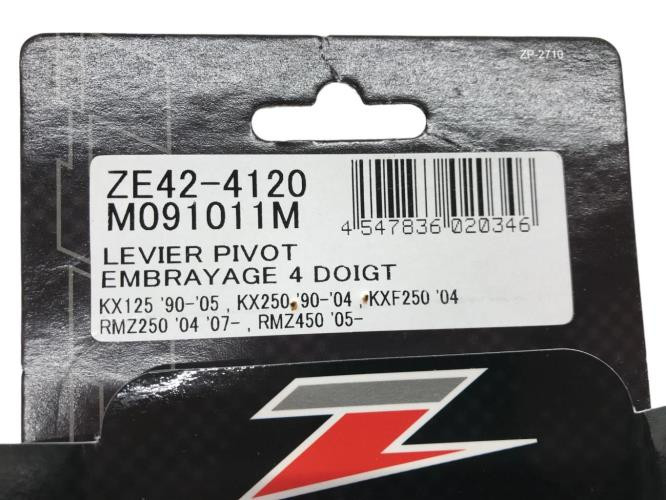 ZP-2710
ZE42-4120
M091011M
4 547836 020346
LEVIER PIVOT
EMBRAYAGE 4 DOIGT
KX125 '90-'05 , KX250 '90-'04 , KXF250 '04
RMZ250 '04 '07- , RMZ450 '05-